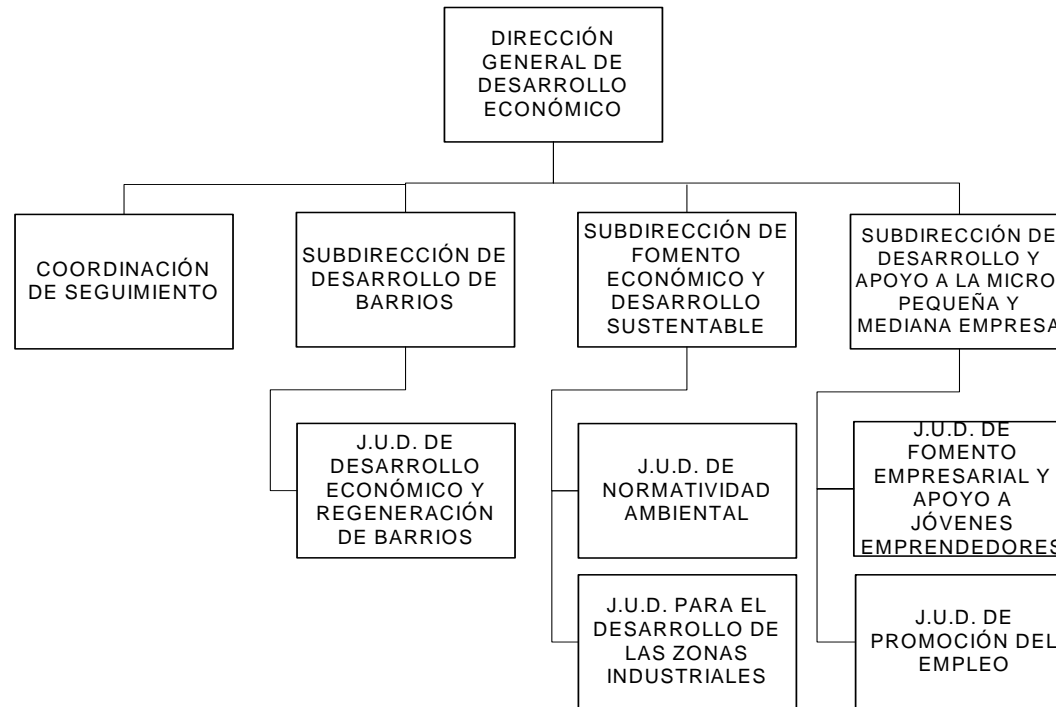 DIRECCIÓN
GENERAL DE
DESARROLLO
ECONÓMICO
COORDINACIÓN
DE SEGUIMIENTO
SUBDIRECCIÓN DE
DESARROLLO DE
BARRIOS
SUBDIRECCIÓN DE
FOMENTO
ECONÓMICO Y
DESARROLLO
SUSTENTABLE
SUBDIRECCIÓN DE
DESARROLLO Y
APOYO A LA MICRO,
PEQUEÑA Y
MEDIANA EMPRESA
J.U.D. DE
DESARROLLO
ECONÓMICO Y
REGENERACIÓN
DE BARRIOS
J.U.D. DE
NORMATIVIDAD
AMBIENTAL
J.U.D. DE
FOMENTO
EMPRESARIAL Y
APOYO A
JÓVENES
EMPRENDEDORES
J.U.D. PARA EL
DESARROLLO DE
LAS ZONAS
INDUSTRIALES
J.U.D. DE
PROMOCIÓN DEL
EMPLEO